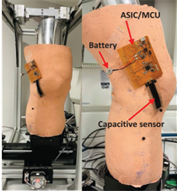 ASIC/MCU
Battery
Capacitive sensor